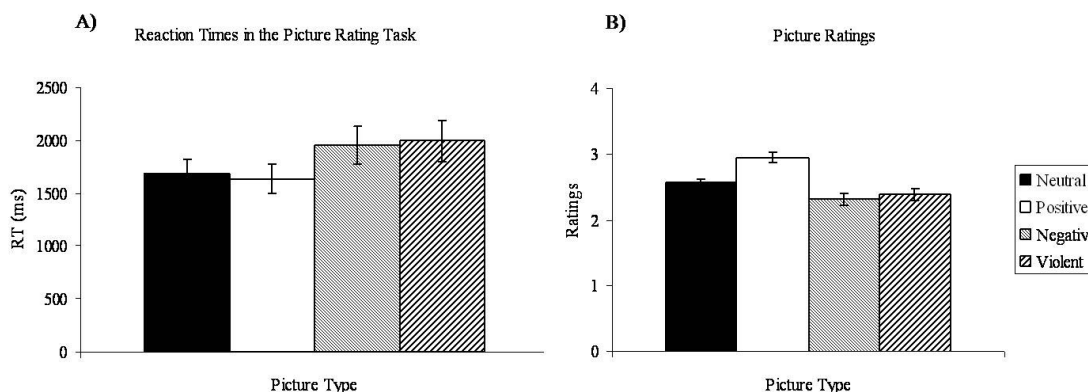 A)
Reaction Times in the Picture Rating Task
2500
2000
1500
1000
500
0
RT (ms)
Picture Type
B)
Picture Ratings
4
3
2
1
0
Ratings
Picture Type
Neutral
Positive
Negativ
Violent